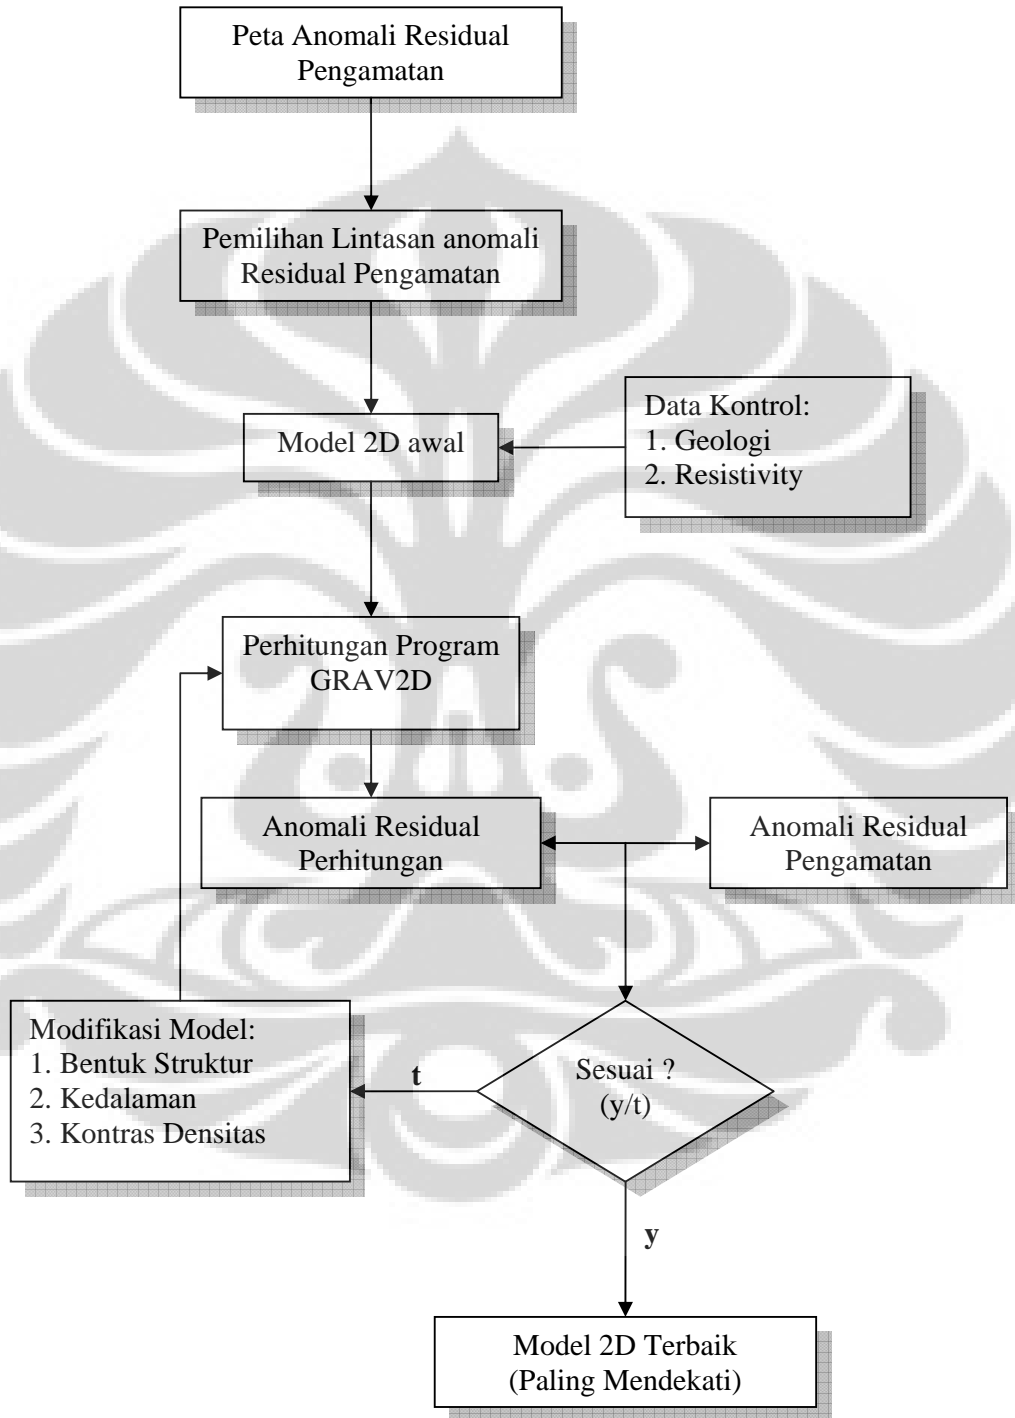 Peta Anomali Residual
Pengamatan
Pemilihan Lintasan anomali
Residual Pengamatan
Model 2D awal
Data Kontrol:
1. Geologi
2. Resistivity
Perhitungan Program
GRAV2D
Anomali Residual
Perhitungan
Anomali Residual
Pengamatan
Modifikasi Model:
1. Bentuk Struktur
2. Kedalaman
3. Kontras Densitas
t
Sesuai ?
(y/t)
y
Model 2D Terbaik
(Paling Mendekati)